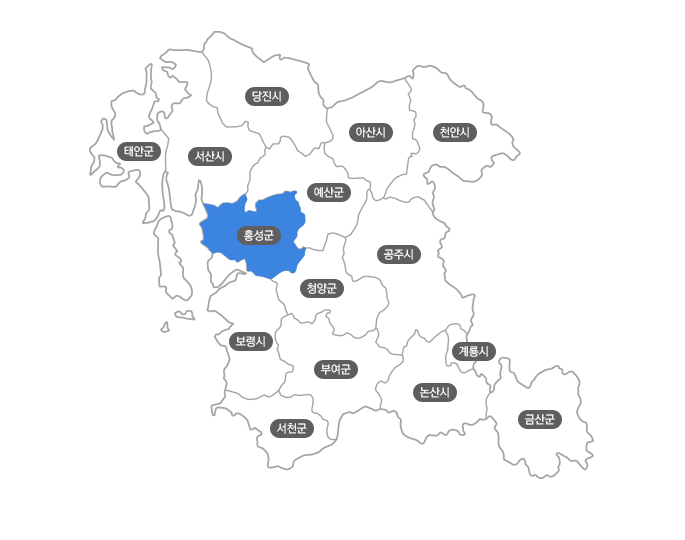 당진시
아산시
천안시
태안군
서산시
예산군
홍성군
공주시
청양군
보령시
계룡시
부여군
논산시
금산군
서천군